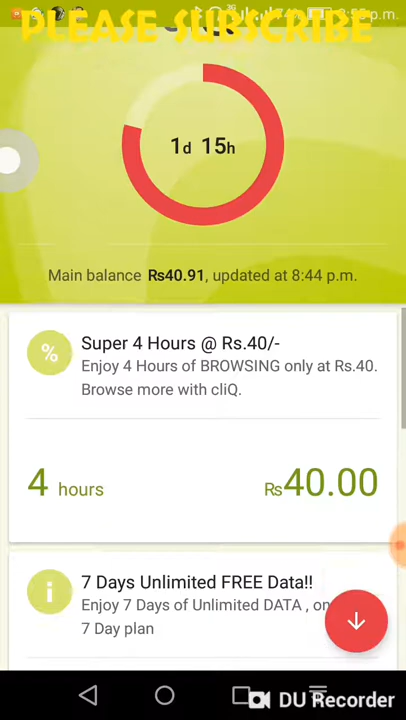 PLEASE SUBSCRIBE
1d 15h
Main balance Rs40.91, updated at 8:44 p.m.
Super 4 Hours @ Rs.40/-
Enjoy 4 Hours of BROWSING only at Rs.40.
Browse more with cliQ.
4 hours
Rs40.00
7 Days Unlimited FREE Data!!
Enjoy 7 Days of Unlimited DATA , on
7 Day plan
DU Recorder